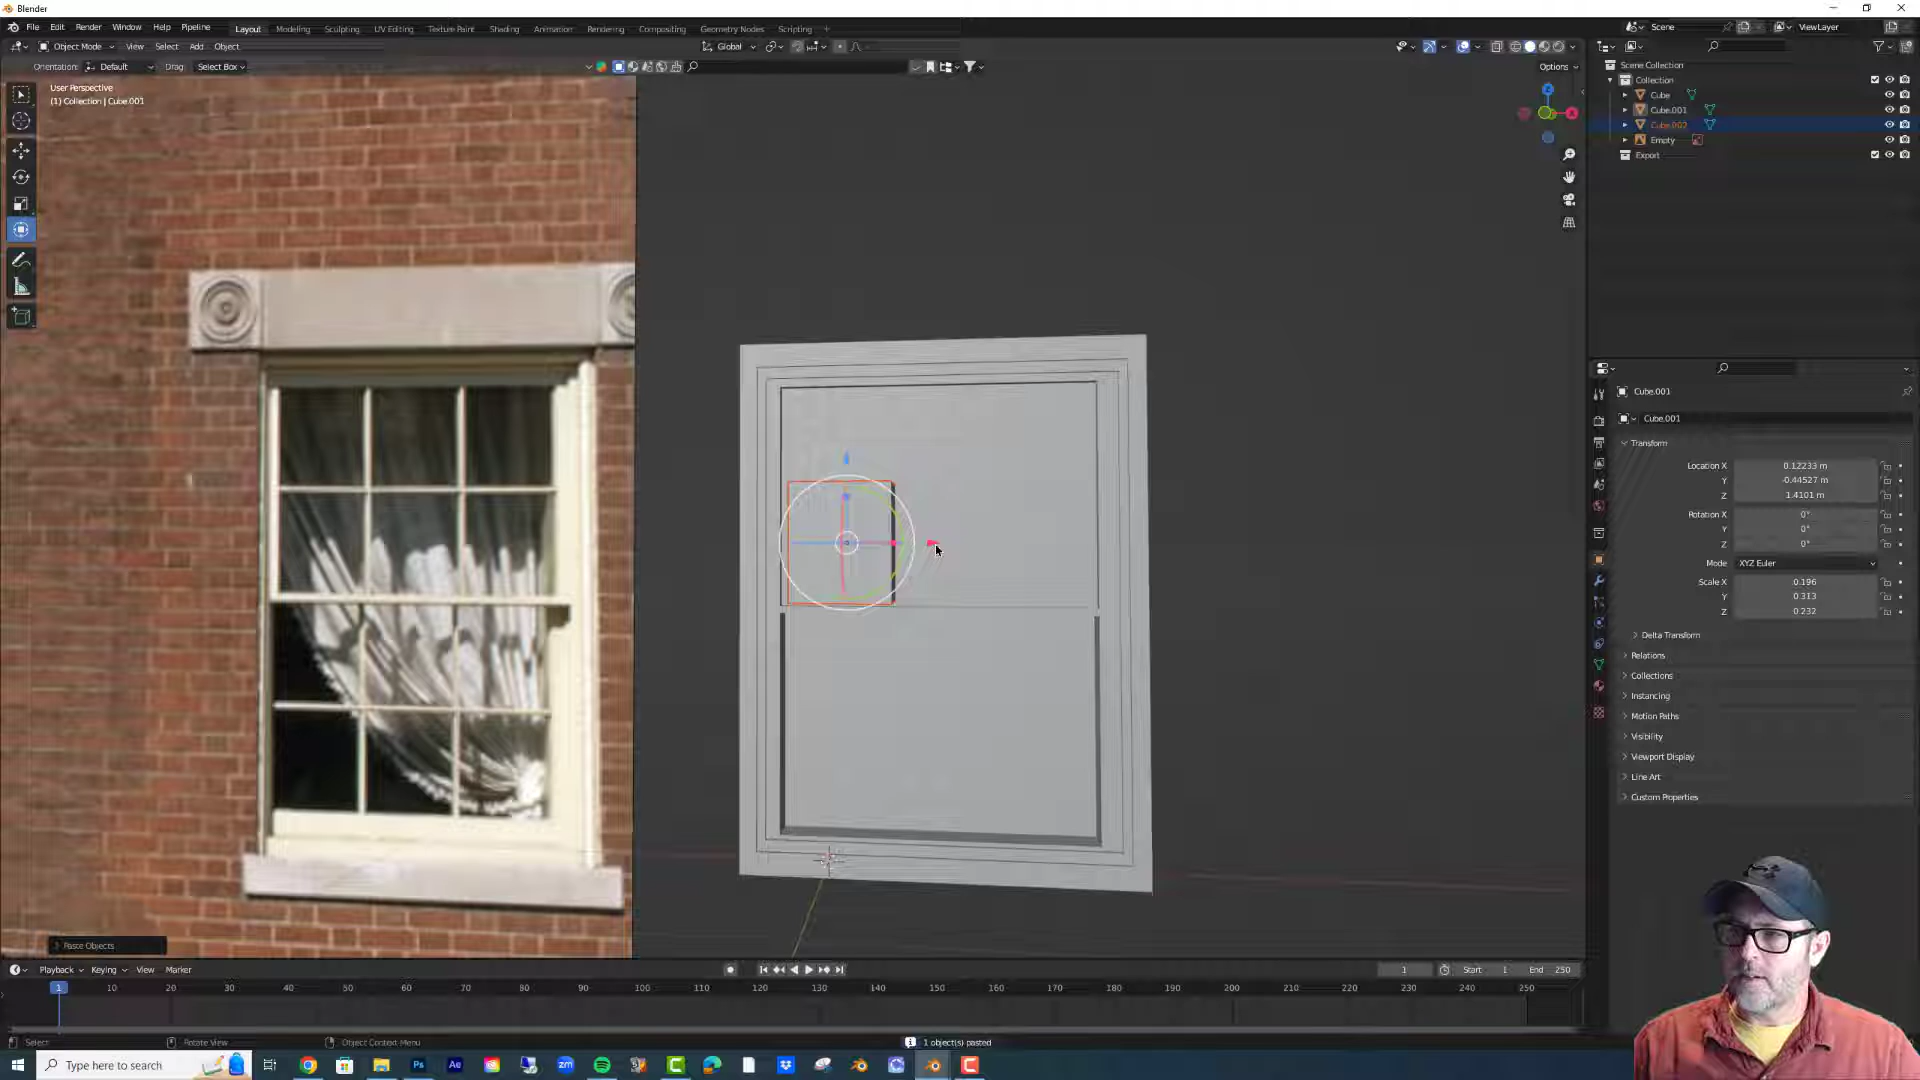 Blender
File Edit Render Window Help Pipeline Layout Modeling Sculpting UV Editing Texture Paint Shading Animation Rendering Compositing Geometry Nodes Scripting Scene ViewLayer
Object Mode View Select Add Object Global
Orientation: Default Drag: Select Box Options
User Perspective
(1) Collection | Cube.001
Z
Scene Collection
Collection
Cube
Cube.001
Cube.002
Empty
Export
Cube.001
Cube.001
Transform
Location X 0.12233 m
Y -0.44527 m
Z 1.4101 m
Rotation X 0°
Y 0°
Z 0°
Mode XYZ Euler
Scale X 0.196
Y 0.313
Z 0.232
Delta Transform
Relations
Collections
Instancing
Motion Paths
Visibility
Viewport Display
Line Art
Custom Properties
Paste Objects
Playback Keying View Marker 1 Start 1 End 250
1 10 20 30 40 50 60 70 80 90 100 110 120 130 140 150 160 170 180 190 200 210 220 230 240 250
Select Rotate View Object Context Menu 1 object(s) pasted
Type here to search Ps Ae zm